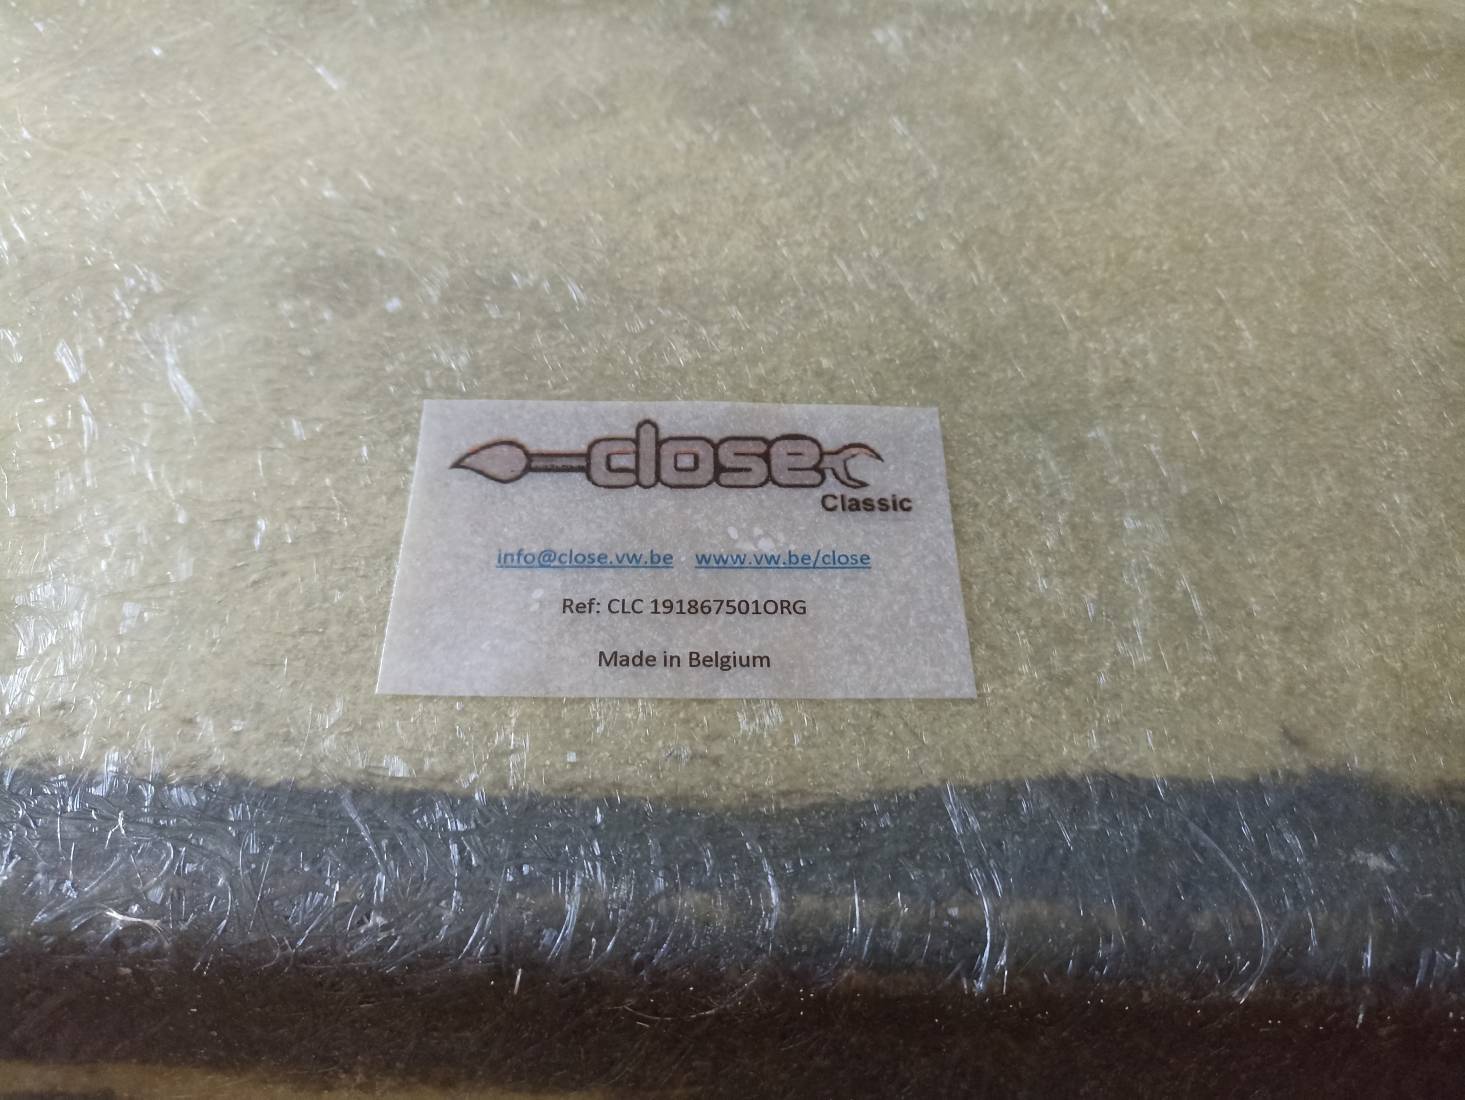 close
Classic
info@close.vw.be www.vw.be/close
Ref: CLC 191867501ORG
Made in Belgium